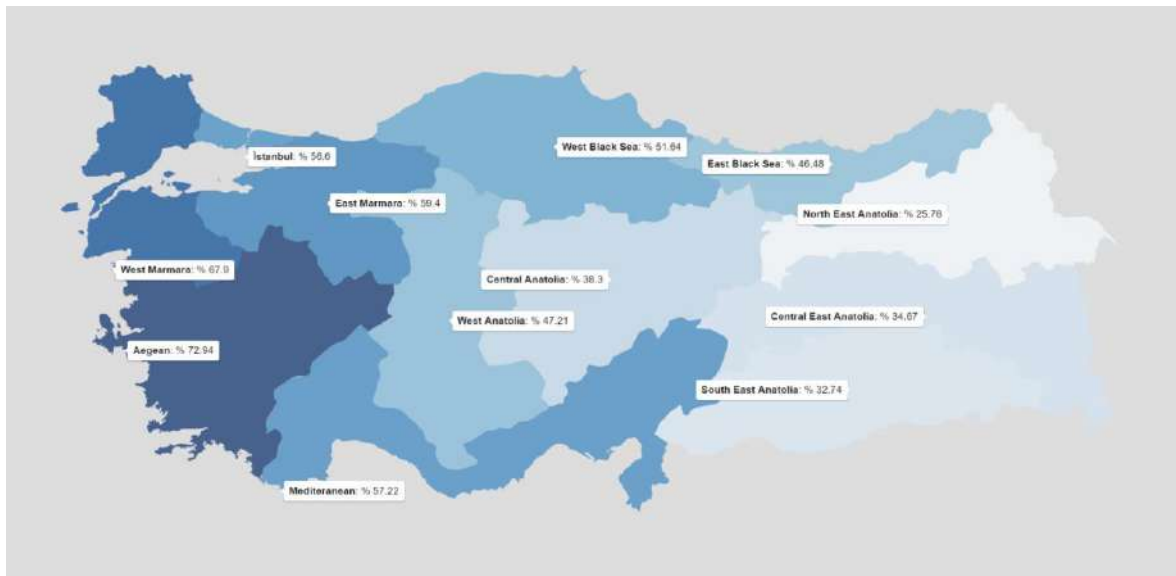 West Black Sea: % 51.64
İstanbul: % 56.6
East Black Sea: % 46.48
East Marmara: % 59.4
North East Anatolia: % 25.76
West Marmara: % 67.9
Central Anatolia: % 38.3
Central East Anatolia: % 34.67
West Anatolia: % 47.21
Aegean: % 72.94
South East Anatolia: % 32.74
Mediteranean: % 57.22